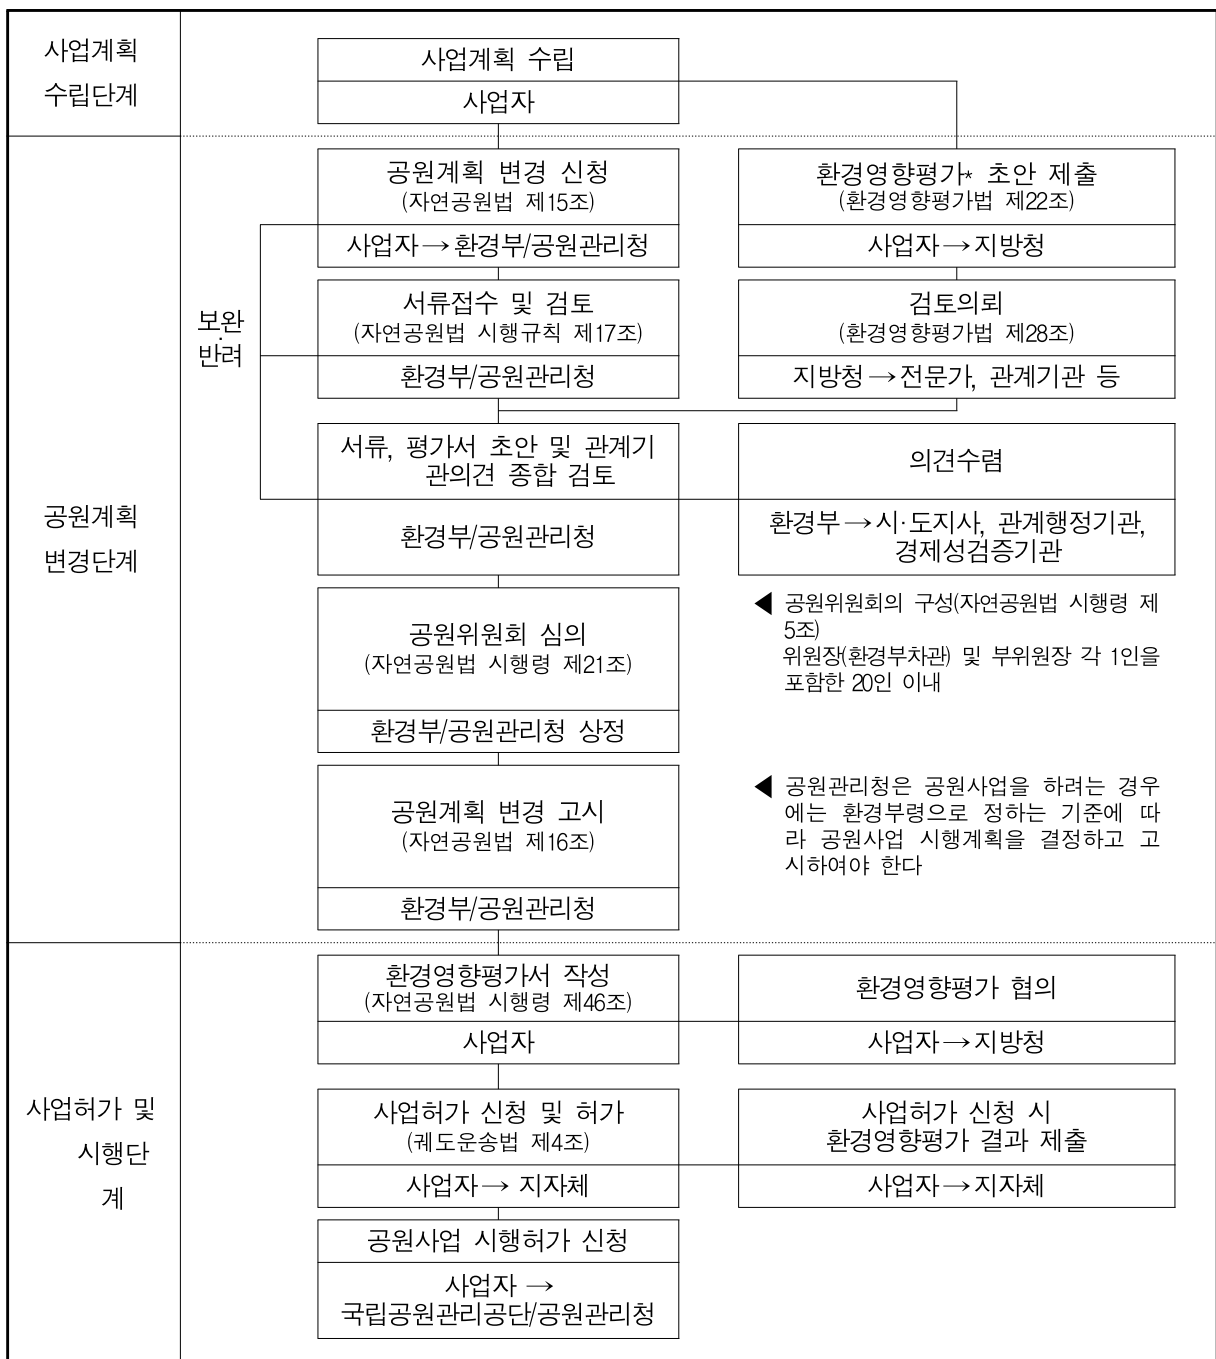 사업계획
수립단계
사업계획 수립
사업자
공원계획
변경단계
보완·
반려
공원계획 변경 신청
(자연공원법 제15조)
사업자→환경부/공원관리청
환경영향평가* 초안 제출
(환경영향평가법 제22조)
사업자→지방청
서류접수 및 검토
(자연공원법 시행규칙 제17조)
환경부/공원관리청
검토의뢰
(환경영향평가법 제28조)
지방청→전문가, 관계기관 등
서류, 평가서 초안 및 관계기
관의견 종합 검토
환경부/공원관리청
의견수렴
환경부→시·도지사, 관계행정기관,
경제성검증기관
공원위원회 심의
(자연공원법 시행령 제21조)
환경부/공원관리청 상정
◀ 공원위원회의 구성(자연공원법 시행령 제
5조)
위원장(환경부차관) 및 부위원장 각 1인을
포함한 20인 이내
공원계획 변경 고시
(자연공원법 제16조)
환경부/공원관리청
◀ 공원관리청은 공원사업을 하려는 경우
에는 환경부령으로 정하는 기준에 따
라 공원사업 시행계획을 결정하고 고
시하여야 한다
사업허가 및
시행단
계
환경영향평가서 작성
(자연공원법 시행령 제46조)
사업자
환경영향평가 협의
사업자→지방청
사업허가 신청 및 허가
(궤도운송법 제4조)
사업자→ 지자체
사업허가 신청 시
환경영향평가 결과 제출
사업자→지자체
공원사업 시행허가 신청
사업자 →
국립공원관리공단/공원관리청